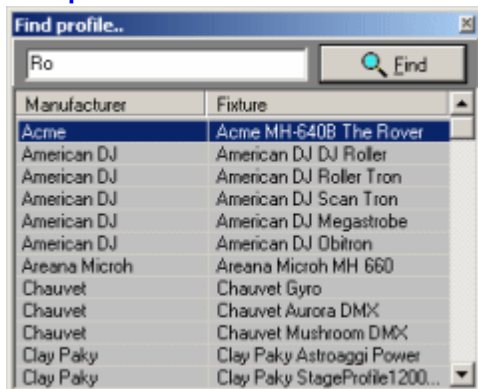 Find profile..
Ro Find
Manufacturer Fixture
Acme Acme MH-640B The Rover
American DJ American DJ DJ Roller
American DJ American DJ Roller Tron
American DJ American DJ Scan Tron
American DJ American DJ Megastrobe
American DJ American DJ Obitron
Areana Microh Areana Microh MH 660
Chauvet Chauvet Gyro
Chauvet Chauvet Aurora DMX
Chauvet Chauvet Mushroom DMX
Clay Paky Clay Paky Astroaggi Power
Clay Paky Clay Paky StageProfile1200...